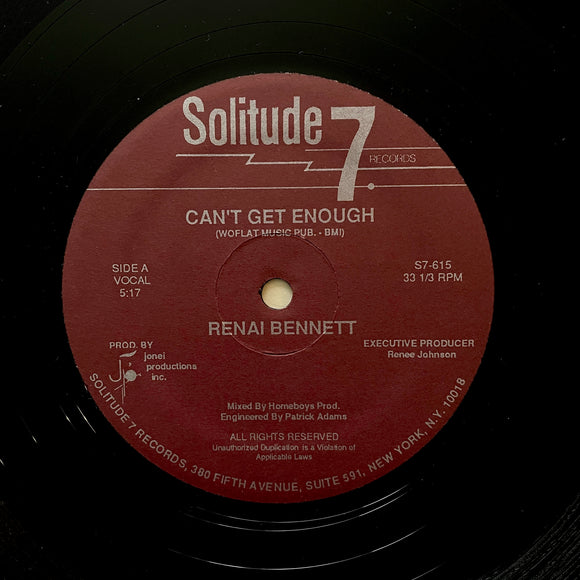 Solitude 7.
RECORDS
CAN'T GET ENOUGH
(WOFLAT MUSIC PUB. - BMI)
SIDE A
VOCAL
5:17
S7-615
33 1/3 RPM
RENAI BENNETT
PROD. BY
jonei
productions
inc.
EXECUTIVE PRODUCER
Renee Johnson
Mixed By Homeboys Prod.
Engineered By Patrick Adams
ALL RIGHTS RESERVED
Unauthorized Duplication is a Violation of
Applicable Laws
SOLITUDE 7 RECORDS, 380 FIFTH AVENUE, SUITE 591, NEW YORK, N.Y. 10018